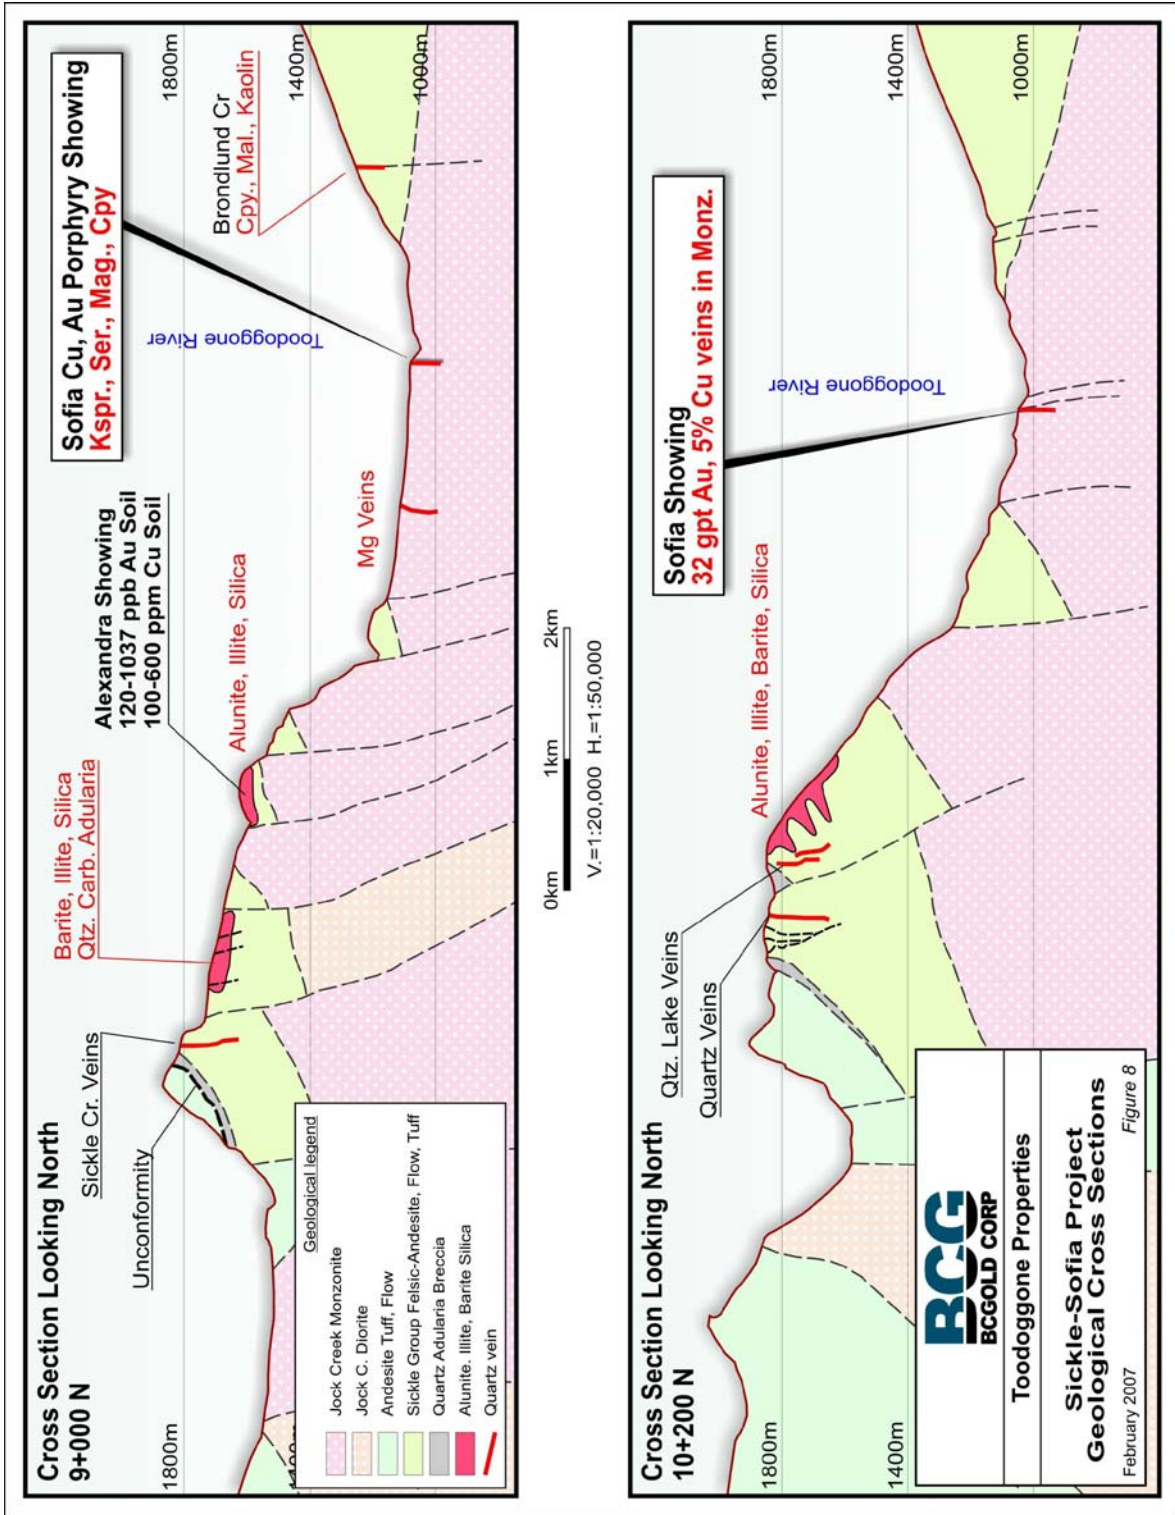 Cross Section Looking North
9+000 N
1800m
1800m
1400m
1000m
Sickle Cr. Veins
Unconformity
Barite, Illite, Silica
Qtz. Carb. Adularia
Alexandra Showing
120-1037 ppb Au Soil
100-600 ppm Cu Soil
Alunite, Illite, Silica
Mg Veins
Sofia Cu, Au Porphyry Showing
Kspr., Ser., Mag., Cpy
Toodoggone River
Brondlund Cr
Cpy., Mal., Kaolin
Geological legend
Jock Creek Monzonite
Jock C. Diorite
Andesite Tuff, Flow
Sickle Group Felsic-Andesite, Flow, Tuff
Quartz Adularia Breccia
Alunite. Illite, Barite Silica
Quartz vein
0km 1km 2km
V.=1:20,000 H.=1:50,000
Cross Section Looking North
10+200 N
1800m
1400m
1800m
1400m
1000m
Qtz. Lake Veins
Quartz Veins
Alunite, Illite, Barite, Silica
Sofia Showing
32 gpt Au, 5% Cu veins in Monz.
Toodoggone River
BCG
BCGOLD CORP
Toodoggone Properties
Sickle-Sofia Project
Geological Cross Sections
February 2007
Figure 8